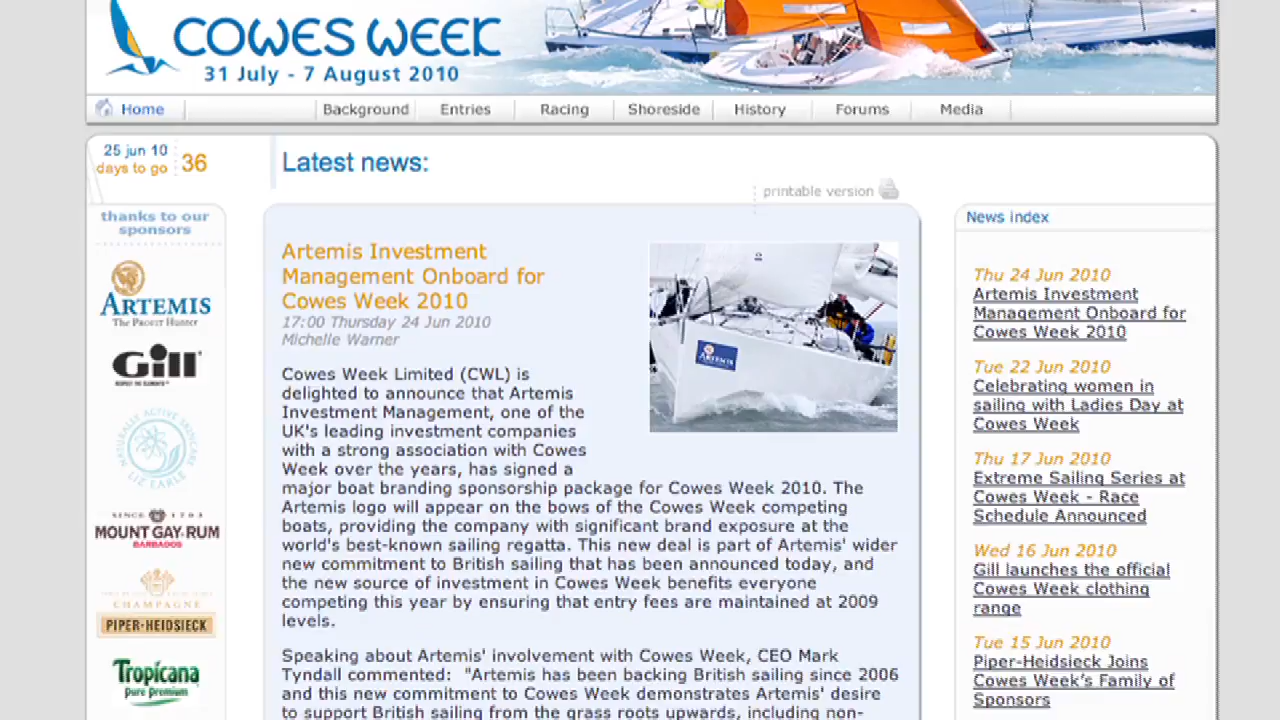 COWES WEEK
31 July - 7 August 2010
Home
Background
Entries
Racing
Shoreside
History
Forums
Media
25 jun 10
days to go
36
Latest news:
printable version
thanks to our
sponsors
ARTEMIS
The PROFIT Hunter
Gill
RESPECT THE ELEMENTS
NATURALLY ACTIVE SKINCARE
LIZ EARLE
SINCE 1703
MOUNT GAY RUM
BARBADOS
CHAMPAGNE
PIPER-HEIDSIECK
Tropicana
pure Premium
Artemis Investment
Management Onboard for
Cowes Week 2010
17:00 Thursday 24 Jun 2010
Michelle Warner
ARTEMIS
Cowes Week Limited (CWL) is
delighted to announce that Artemis
Investment Management, one of the
UK's leading investment companies
with a strong association with Cowes
Week over the years, has signed a
major boat branding sponsorship package for Cowes Week 2010. The
Artemis logo will appear on the bows of the Cowes Week competing
boats, providing the company with significant brand exposure at the
world's best-known sailing regatta. This new deal is part of Artemis' wider
new commitment to British sailing that has been announced today, and
the new source of investment in Cowes Week benefits everyone
competing this year by ensuring that entry fees are maintained at 2009
levels.
Speaking about Artemis' involvement with Cowes Week, CEO Mark
Tyndall commented: "Artemis has been backing British sailing since 2006
and this new commitment to Cowes Week demonstrates Artemis' desire
to support British sailing from the grass roots upwards, including non-
News index
Thu 24 Jun 2010
Artemis Investment
Management Onboard for
Cowes Week 2010
Tue 22 Jun 2010
Celebrating women in
sailing with Ladies Day at
Cowes Week
Thu 17 Jun 2010
Extreme Sailing Series at
Cowes Week - Race
Schedule Announced
Wed 16 Jun 2010
Gill launches the official
Cowes Week clothing
range
Tue 15 Jun 2010
Piper-Heidsieck Joins
Cowes Week's Family of
Sponsors